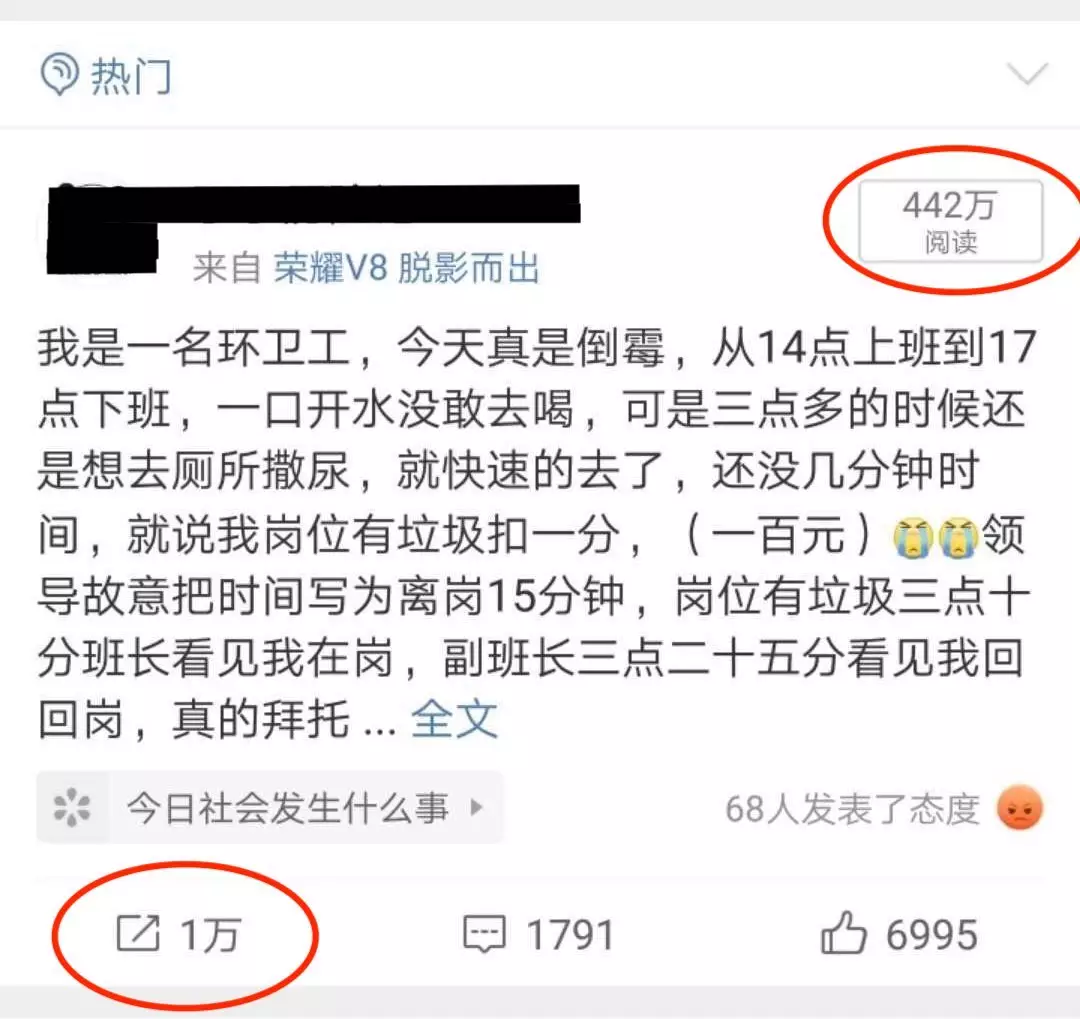 热门
442万
阅读
来自 荣耀V8 脱影而出
我是一名环卫工，今天真是倒霉，从14点上班到17
点下班，一口开水没敢去喝，可是三点多的时候还
是想去厕所撒尿，就快速的去了，还没几分钟时
间，就说我岗位有垃圾扣一分，（一百元）😭😭领
导故意把时间写为离岗15分钟，岗位有垃圾三点十
分班长看见我在岗，副班长三点二十五分看见我回
回岗，真的拜托 ... 全文
今日社会发生什么事
68人发表了态度
1万
1791
6995